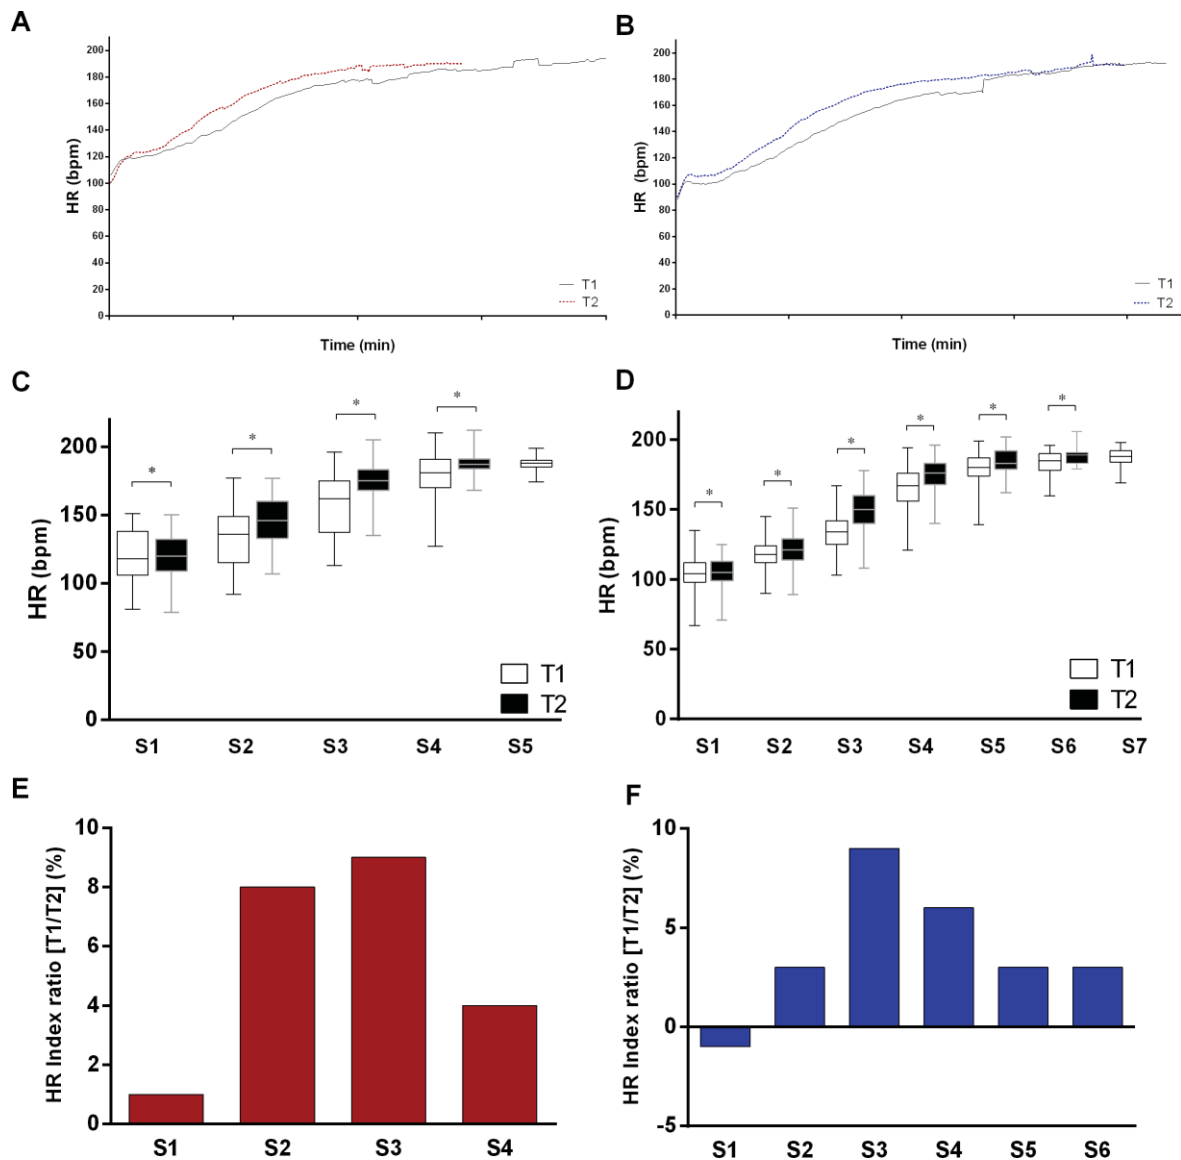 A
HR (bpm)
200
180
160
140
120
100
80
60
40
20
0
T1
T2
Time (min)
B
HR (bpm)
200
180
160
140
120
100
80
60
40
20
0
T1
T2
Time (min)
C
HR (bpm)
200
150
100
50
0
* * * *
T1
T2
S1 S2 S3 S4 S5
D
HR (bpm)
200
150
100
50
0
* * * * * *
T1
T2
S1 S2 S3 S4 S5 S6 S7
E
HR Index ratio [T1/T2] (%)
10
8
6
4
2
0
S1 S2 S3 S4
F
HR Index ratio [T1/T2] (%)
10
5
0
-5
S1 S2 S3 S4 S5 S6